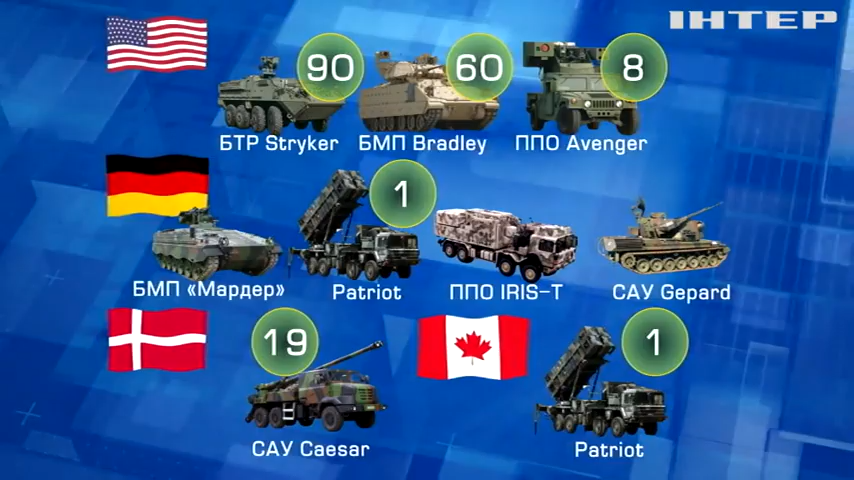 ІНТЕР
90
60
8
БТР Stryker
БМП Bradley
ППО Avenger
1
БМП «Мардер»
Patriot
ППО IRIS-T
САУ Gepard
19
1
САУ Caesar
Patriot